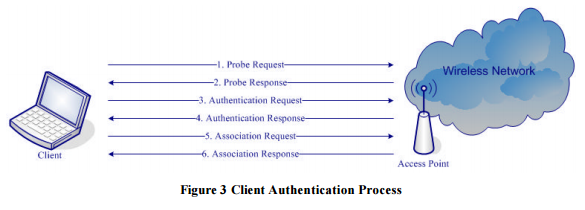 1. Probe Request
2. Probe Response
3. Authentication Request
4. Authentication Response
5. Association Request
6. Association Response
Wireless Network
Client
Access Point
Figure 3 Client Authentication Process